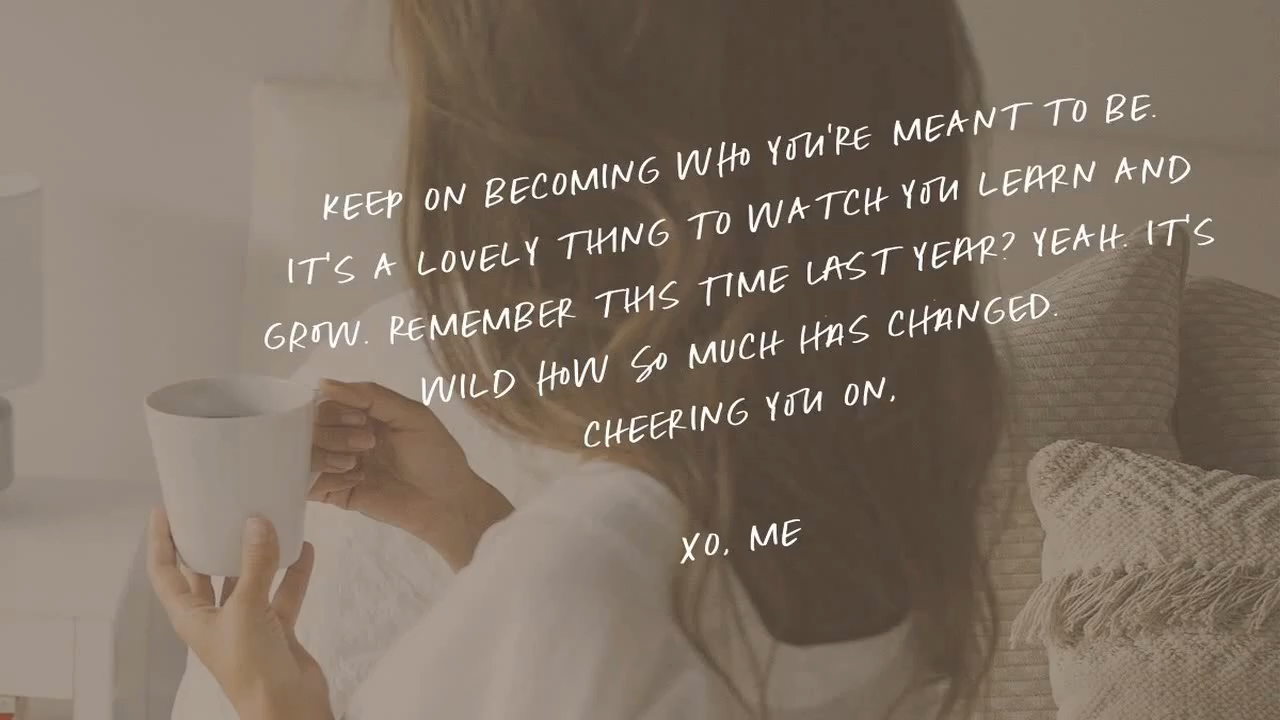 KEEP ON BECOMING WHO YOU'RE MEANT TO BE.
IT'S A LOVELY THING TO WATCH YOU LEARN AND
GROW. REMEMBER THIS TIME LAST YEAR? YEAH. IT'S
WILD HOW SO MUCH HAS CHANGED.
CHEERING YOU ON,
XO, ME